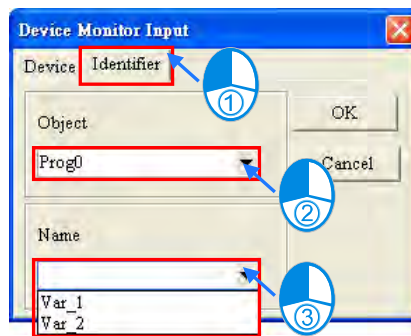 Device Monitor Input
Device Identifier
1
Object
OK
Prog0
Cancel
2
Name
Var_1
Var_2
3